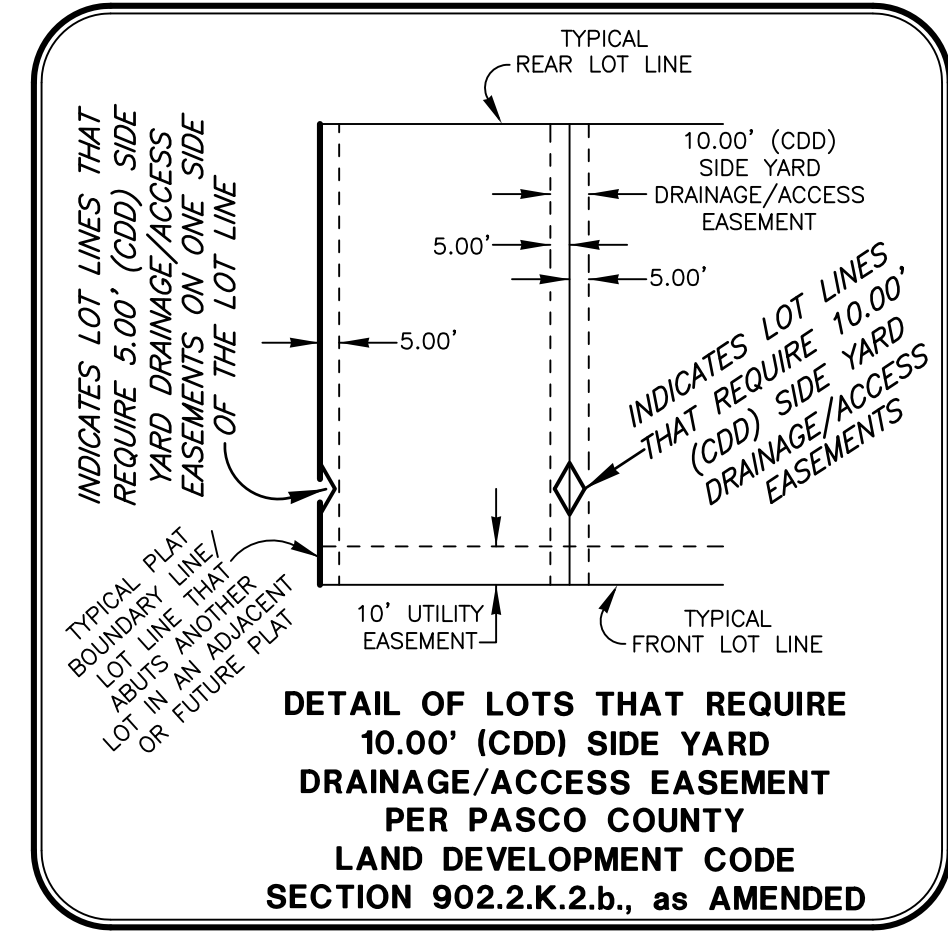 TYPICAL
REAR LOT LINE
INDICATES LOT LINES THAT
REQUIRE 5.00' (CDD) SIDE
YARD DRAINAGE/ACCESS
EASEMENTS ON ONE SIDE
OF THE LOT LINE
10.00' (CDD)
SIDE YARD
DRAINAGE/ACCESS
EASEMENT
5.00'
5.00'
5.00'
INDICATES LOT LINES
THAT REQUIRE 10.00'
(CDD) SIDE YARD
DRAINAGE/ACCESS
EASEMENTS
TYPICAL PLAT
BOUNDARY LINE/
LOT LINE THAT
ABUTS ANOTHER
LOT IN AN ADJACENT
OR FUTURE PLAT
10' UTILITY
EASEMENT
TYPICAL
FRONT LOT LINE
DETAIL OF LOTS THAT REQUIRE
10.00' (CDD) SIDE YARD
DRAINAGE/ACCESS EASEMENT
PER PASCO COUNTY
LAND DEVELOPMENT CODE
SECTION 902.2.K.2.b., as AMENDED